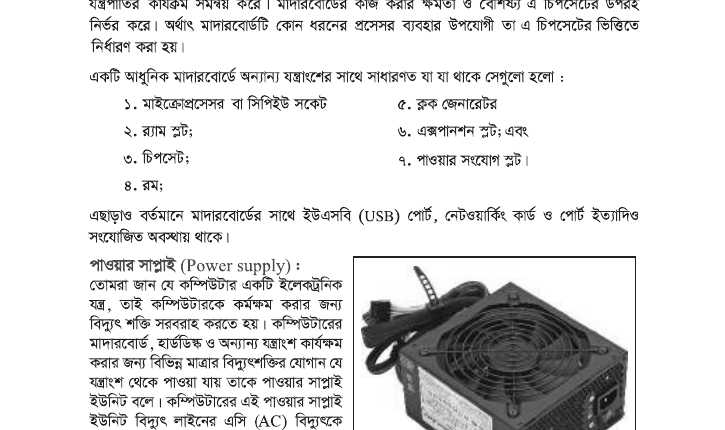 যন্ত্রপাতির কার্যক্রম সমন্বয় করে। মাদারবোর্ডের কাজ করার ক্ষমতা ও বৈশিষ্ট্য এ চিপসেটের উপরই
নির্ভর করে। অর্থাৎ মাদারবোর্ডটি কোন ধরনের প্রসেসর ব্যবহার উপযোগী তা এ চিপসেটের ভিত্তিতে
নির্ধারণ করা হয়।
একটি আধুনিক মাদারবোর্ডে অন্যান্য যন্ত্রাংশের সাথে সাধারণত যা যা থাকে সেগুলো হলো :
১. মাইক্রোপ্রসেসর বা সিপিইউ সকেট
২. র‍্যাম স্লট;
৩. চিপসেট;
৪. রম;
৫. ক্লক জেনারেটর
৬. এক্সপানশন স্লট; এবং
৭. পাওয়ার সংযোগ স্লট।
এছাড়াও বর্তমানে মাদারবোর্ডের সাথে ইউএসবি (USB) পোর্ট, নেটওয়ার্কিং কার্ড ও পোর্ট ইত্যাদিও
সংযোজিত অবস্থায় থাকে।
পাওয়ার সাপ্লাই (Power supply) :
তোমরা জান যে কম্পিউটার একটি ইলেকট্রনিক
যন্ত্র, তাই কম্পিউটারকে কর্মক্ষম করার জন্য
বিদ্যুৎ শক্তি সরবরাহ করতে হয়। কম্পিউটারের
মাদারবোর্ড, হার্ডডিস্ক ও অন্যান্য যন্ত্রাংশ কার্যক্ষম
করার জন্য বিভিন্ন মাত্রার বিদ্যুৎশক্তির যোগান যে
যন্ত্রাংশ থেকে পাওয়া যায় তাকে পাওয়ার সাপ্লাই
ইউনিট বলে। কম্পিউটারের এই পাওয়ার সাপ্লাই
ইউনিট বিদ্যুৎ লাইনের এসি (AC) বিদ্যুৎকে